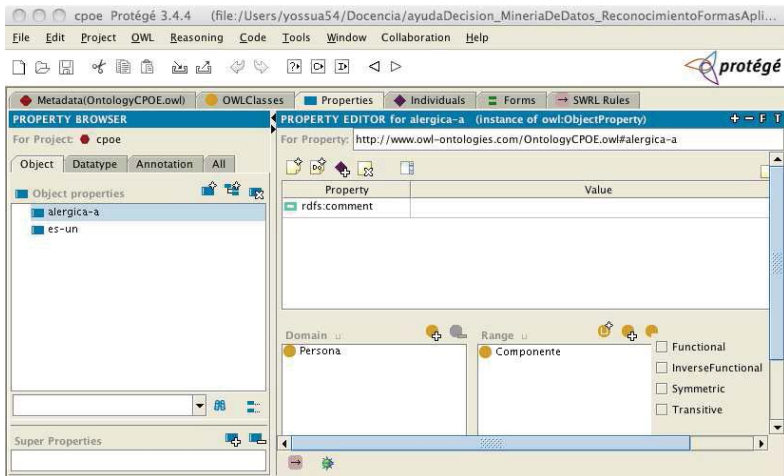 cpoe Protégé 3.4.4 (file:/Users/yossua54/Docencia/ayudaDecision_MineriaDeDatos_ReconocimientoFormasApli...
File Edit Project OWL Reasoning Code Tools Window Collaboration Help
protégé
Metadata(OntologyCPOE.owl) OWLClasses Properties Individuals Forms SWRL Rules
PROPERTY BROWSER
For Project: cpoe
Object Datatype Annotation All
Object properties
alergica-a
es-un
Super Properties
PROPERTY EDITOR for alergica-a (instance of owl:ObjectProperty)
For Property: http://www.owl-ontologies.com/OntologyCPOE.owl#alergica-a
Property Value
rdfs:comment
Domain
Persona
Range
Componente
Functional
InverseFunctional
Symmetric
Transitive